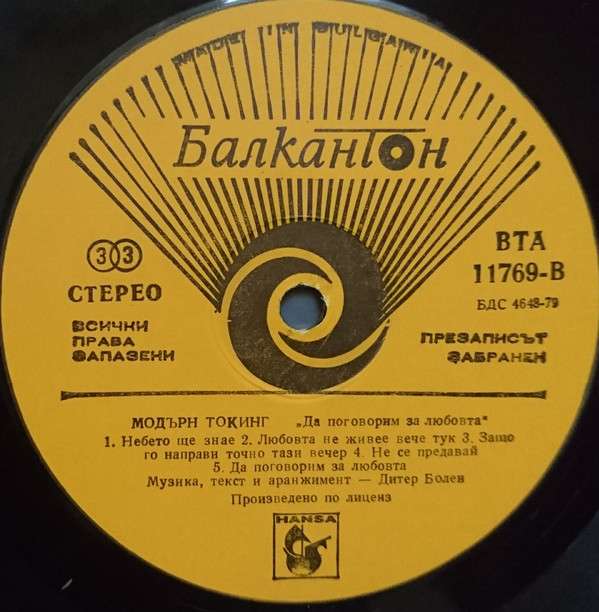 MADE IN BULGARIA
Балкантон
33
СТЕРЕО
ВСИЧКИ
ПРАВА
ЗАПАЗЕНИ
ВТА
11769-В
БДС 4648-79
ПРЕЗАПИСЪТ
ЗАБРАНЕН
МОДЪРН ТОКИНГ „Да поговорим за любовта“
1. Небето ще знае 2. Любовта не живее вече тук 3. Защо
го направи точно тази вечер 4. Не се предавай
5. Да поговорим за любовта
Музика, текст и аранжимент — Дитер Болен
Произведено по лиценз
HANSA